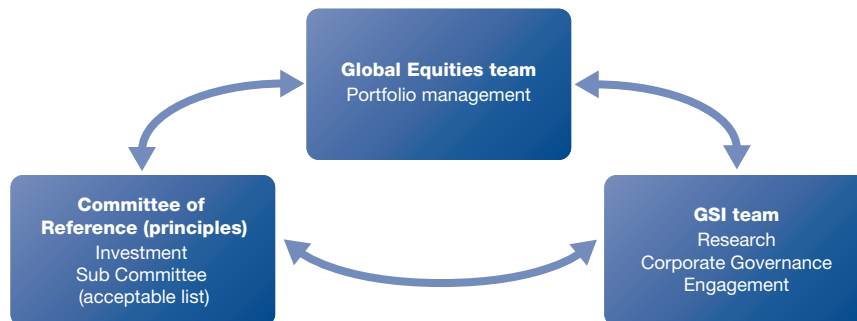 Global Equities team
Portfolio management
Committee of
Reference (principles)
Investment
Sub Committee
(acceptable list)
GSI team
Research
Corporate Governance
Engagement